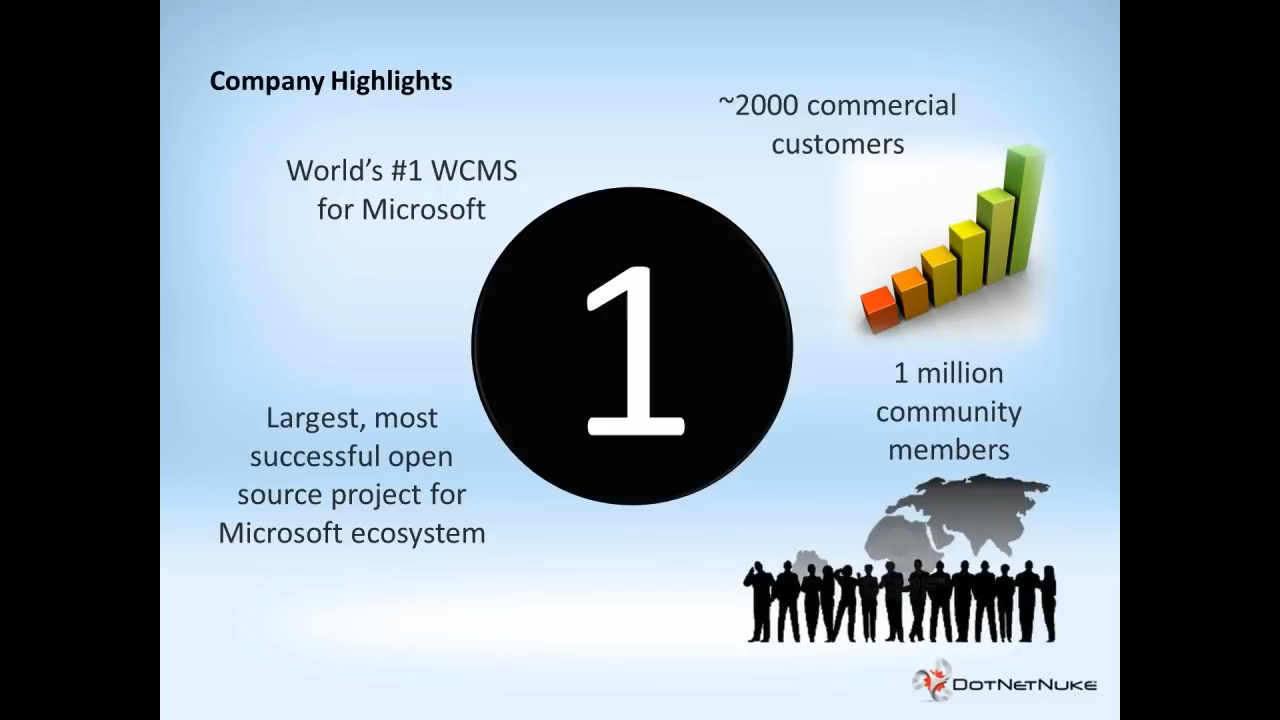 Company Highlights
~2000 commercial
customers
World’s #1 WCMS
for Microsoft
1
1 million
community
members
Largest, most
successful open
source project for
Microsoft ecosystem
DotNetNuke